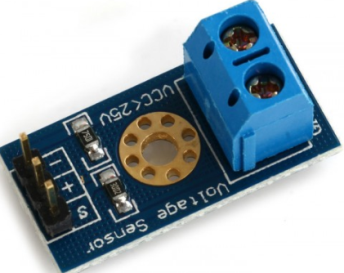 VCC<25V
Voltage Sensor
-
+
S